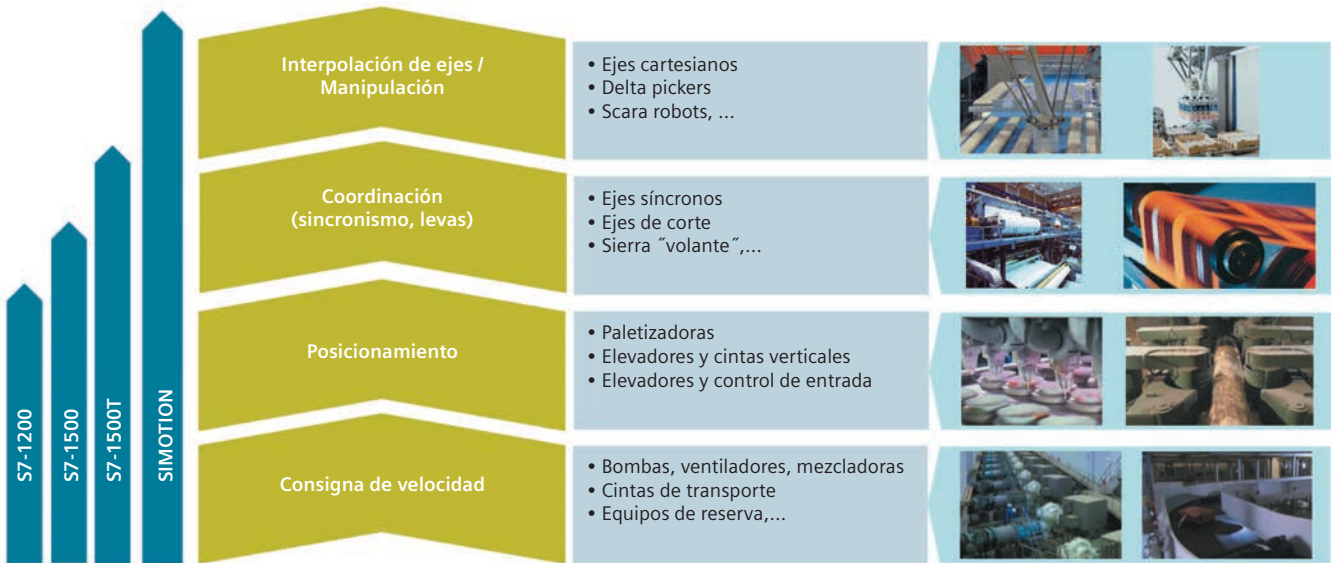 S7-1200
S7-1500
S7-1500T
SIMOTION
Interpolación de ejes /
Manipulación
• Ejes cartesianos
• Delta pickers
• Scara robots, ...
Coordinación
(sincronismo, levas)
• Ejes síncronos
• Ejes de corte
• Sierra ˝volante˝,...
Posicionamiento
• Paletizadoras
• Elevadores y cintas verticales
• Elevadores y control de entrada
Consigna de velocidad
• Bombas, ventiladores, mezcladoras
• Cintas de transporte
• Equipos de reserva,...